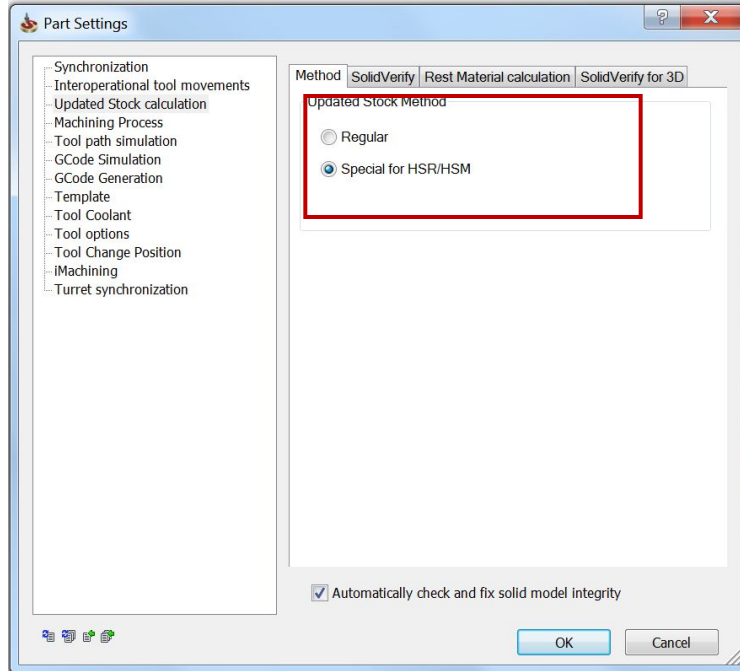 Part Settings
Synchronization
Interoperational tool movements
Updated Stock calculation
Machining Process
Tool path simulation
GCode Simulation
GCode Generation
Template
Tool Coolant
Tool options
Tool Change Position
iMachining
Turret synchronization
Method SolidVerify Rest Material calculation SolidVerify for 3D
Updated Stock Method
Regular
Special for HSR/HSM
Automatically check and fix solid model integrity
OK Cancel